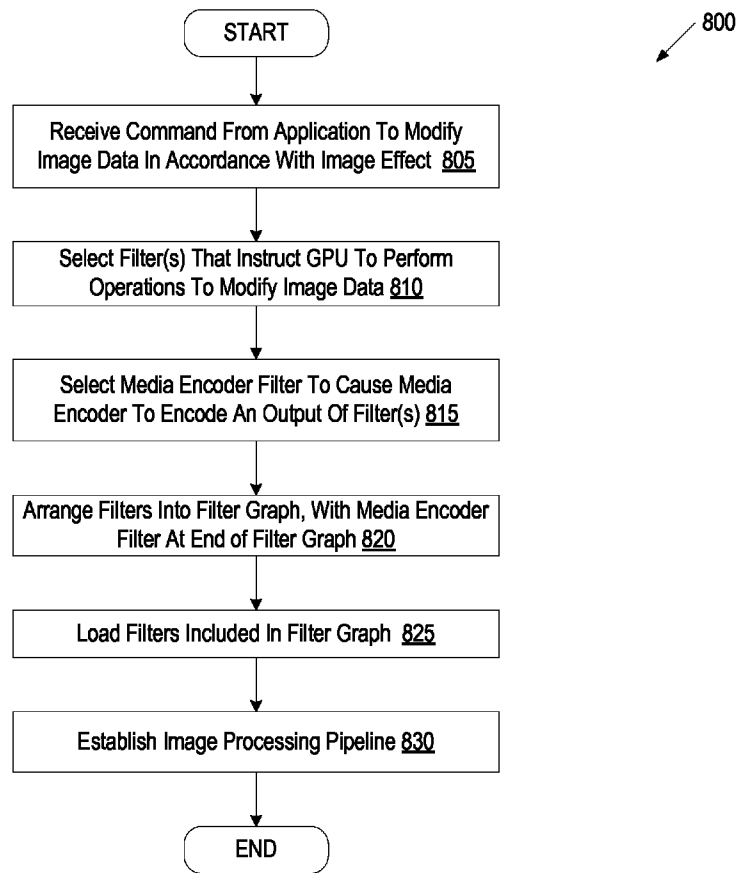 START
800
Receive Command From Application To Modify
Image Data In Accordance With Image Effect 805
Select Filter(s) That Instruct GPU To Perform
Operations To Modify Image Data 810
Select Media Encoder Filter To Cause Media
Encoder To Encode An Output Of Filter(s) 815
Arrange Filters Into Filter Graph, With Media Encoder
Filter At End of Filter Graph 820
Load Filters Included In Filter Graph 825
Establish Image Processing Pipeline 830
END